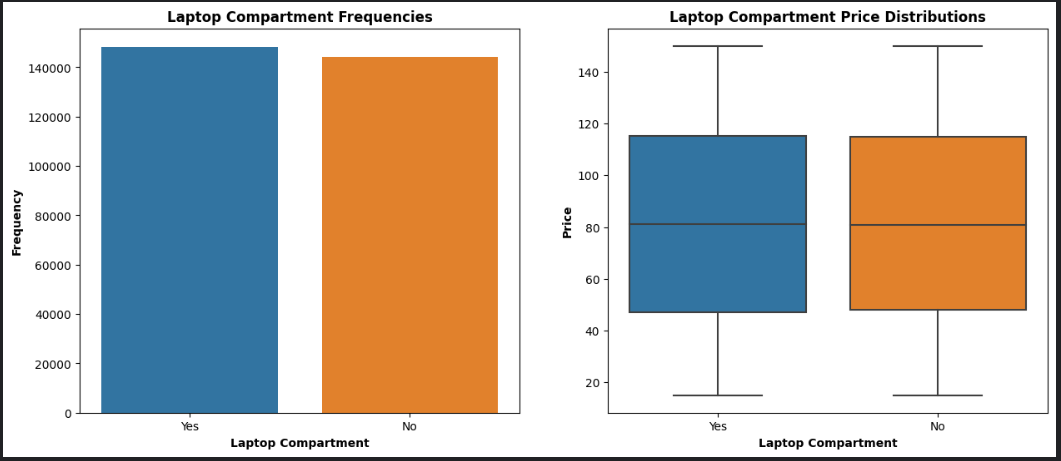 Laptop Compartment Frequencies
Frequency
140000
120000
100000
80000
60000
40000
20000
0
Yes
No
Laptop Compartment
Laptop Compartment Price Distributions
Price
140
120
100
80
60
40
20
Yes
No
Laptop Compartment